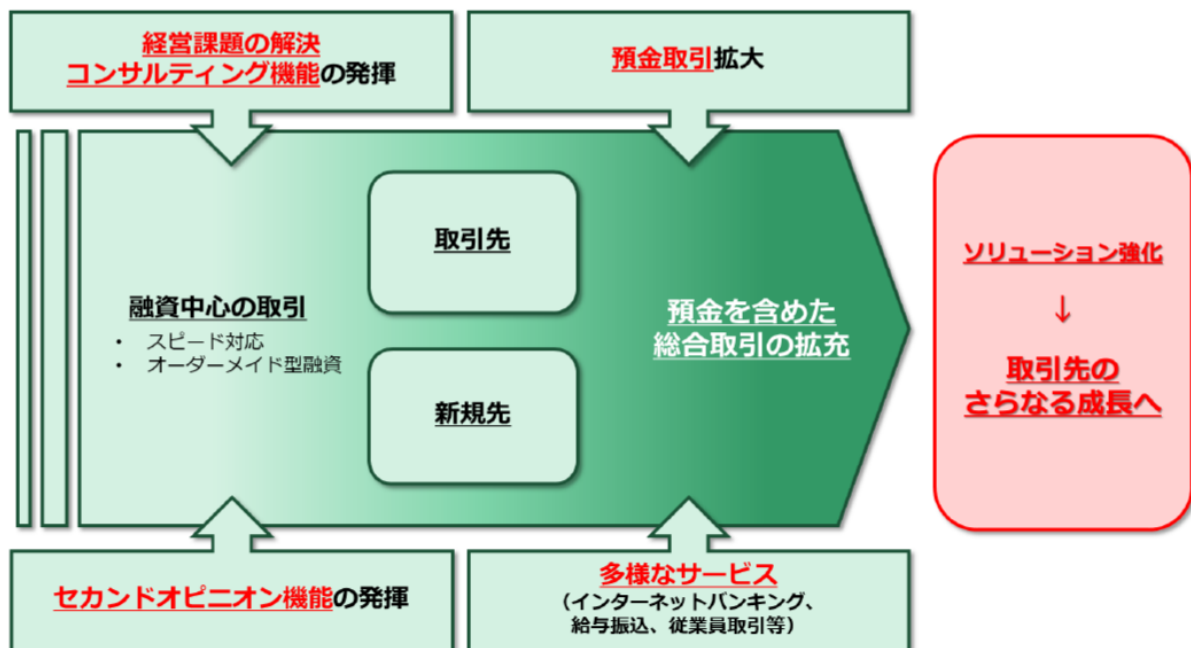 経営課題の解決
コンサルティング機能の発揮
預金取引拡大
融資中心の取引
・ スピード対応
・ オーダーメイド型融資
取引先
新規先
預金を含めた
総合取引の拡充
ソリューション強化
↓
取引先の
さらなる成長へ
セカンドオピニオン機能の発揮
多様なサービス
（インターネットバンキング、
給与振込、従業員取引等）